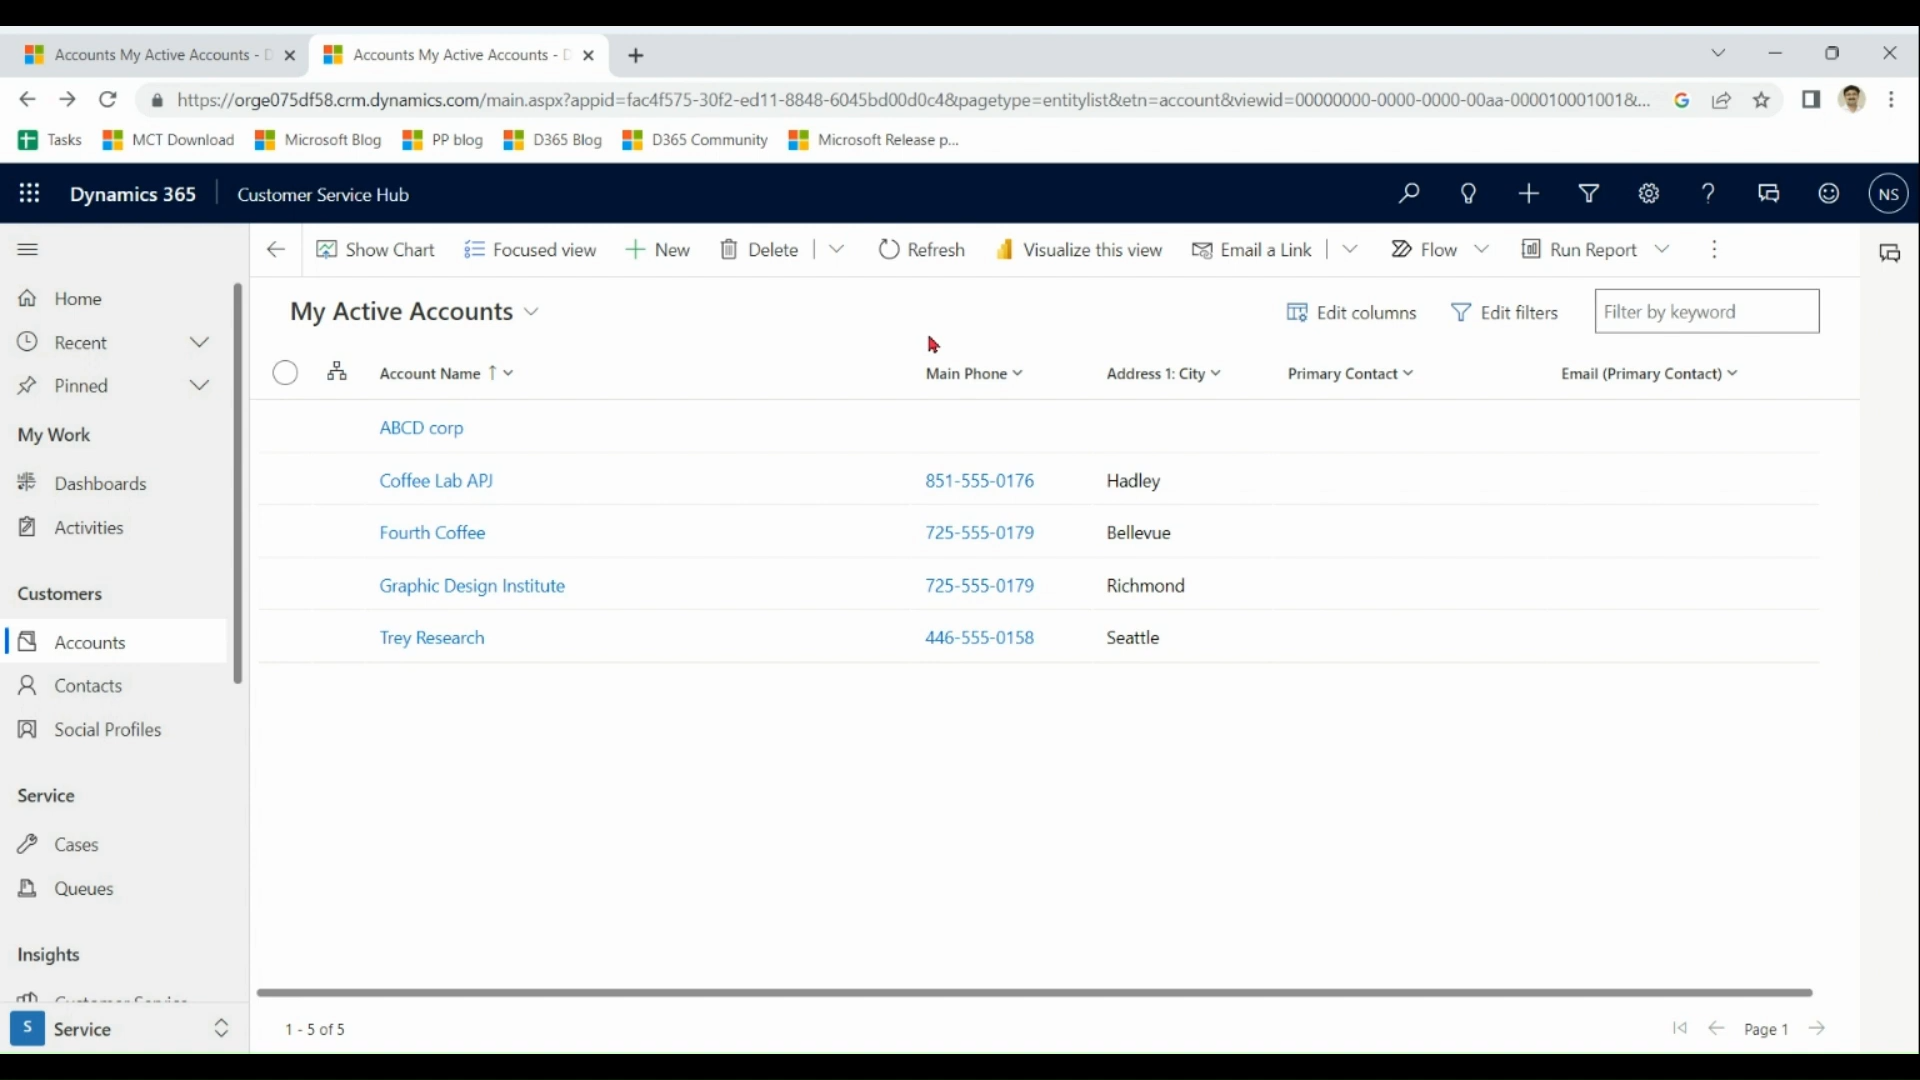 Accounts My Active Accounts -
Accounts My Active Accounts -
https://orge075df58.crm.dynamics.com/main.aspx?appid=fac4f575-30f2-ed11-8848-6045bd00d0c4&pagetype=entitylist&etn=account&viewid=00000000-0000-0000-00aa-000010001001&...
Tasks MCT Download Microsoft Blog PP blog D365 Blog D365 Community Microsoft Release p...
Dynamics 365 Customer Service Hub NS
Show Chart Focused view New Delete Refresh Visualize this view Email a Link Flow Run Report
Home
Recent
Pinned
My Work
Dashboards
Activities
Customers
Accounts
Contacts
Social Profiles
Service
Cases
Queues
Insights
Customer Service
S Service
My Active Accounts Edit columns Edit filters Filter by keyword
Account Name Main Phone Address 1: City Primary Contact Email (Primary Contact)
ABCD corp
Coffee Lab APJ 851-555-0176 Hadley
Fourth Coffee 725-555-0179 Bellevue
Graphic Design Institute 725-555-0179 Richmond
Trey Research 446-555-0158 Seattle
1 - 5 of 5 Page 1